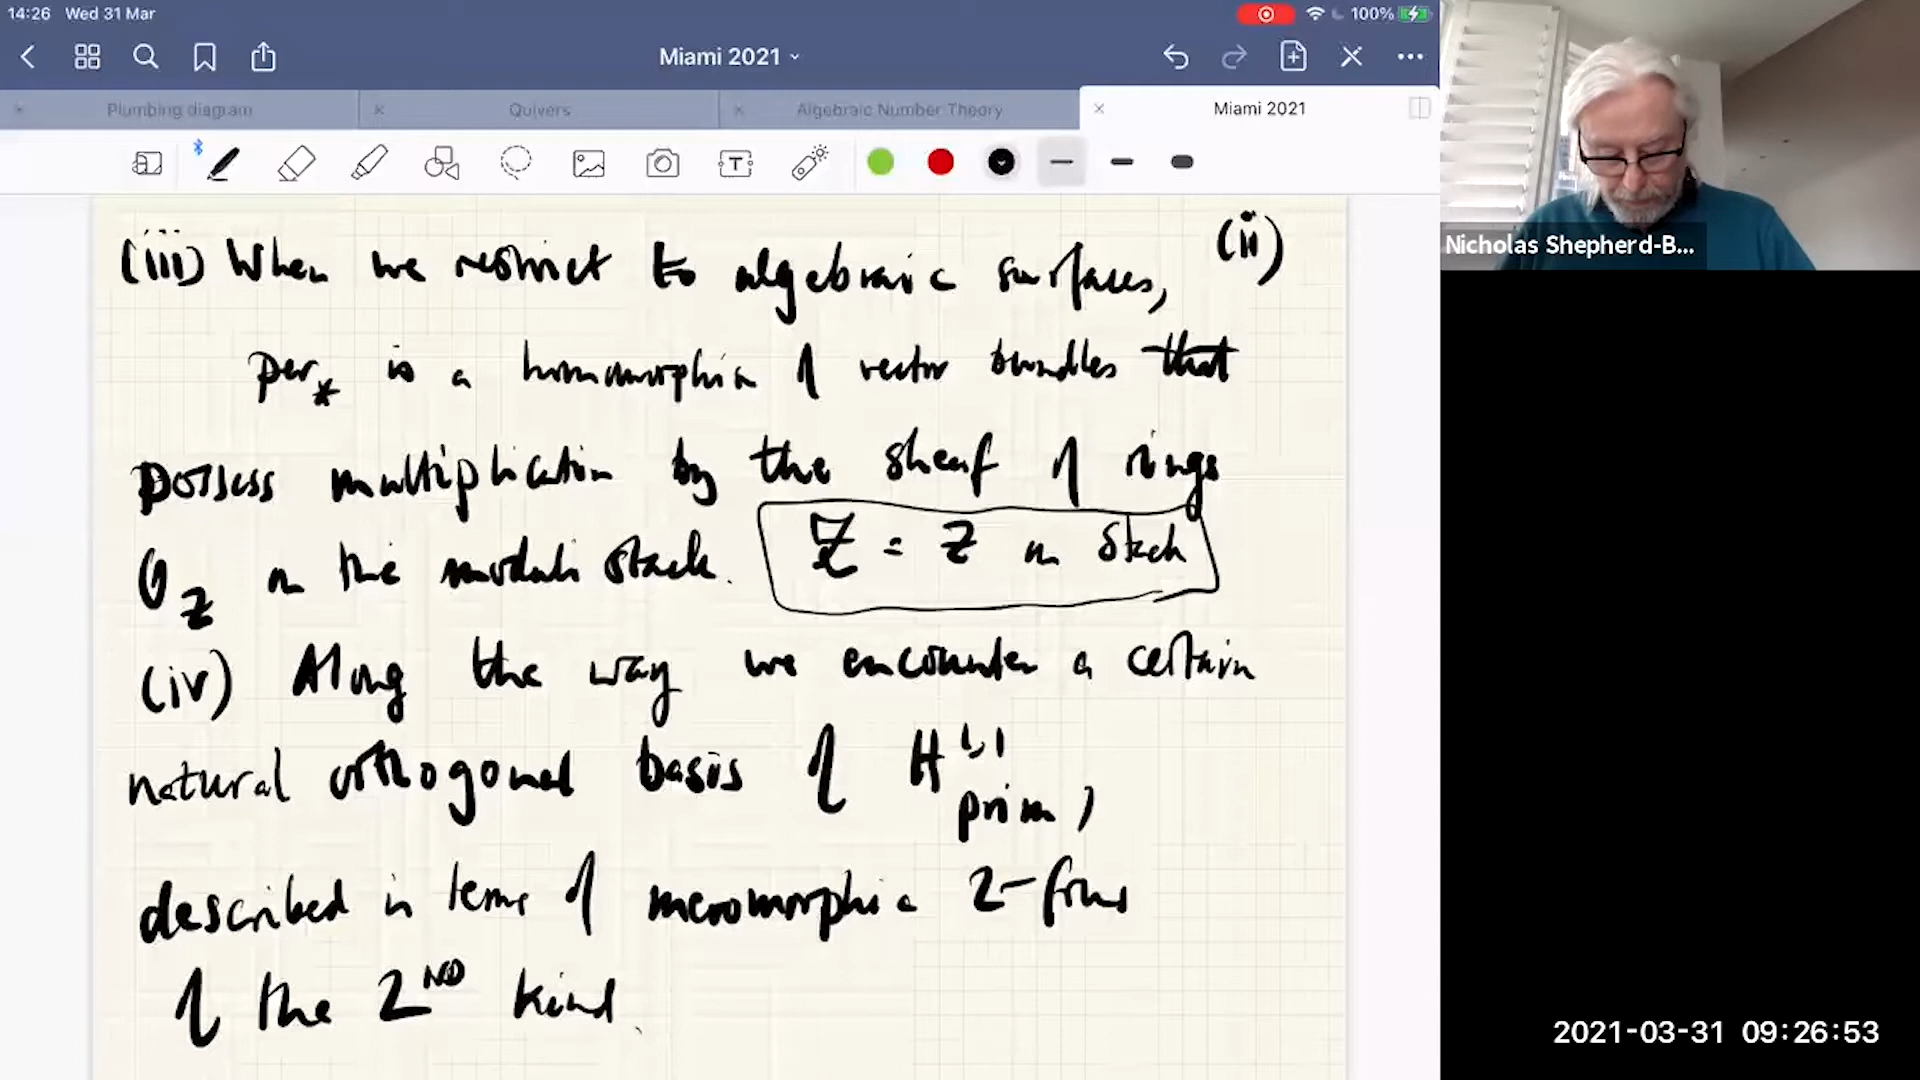 14:26 Wed 31 Mar
100%
Miami 2021
Plumbing diagram
Quivers
Algebraic Number Theory
Miami 2021
(iii) When we restrict to algebraic surfaces, (ii)
per_* is a homomorphism of vector bundles that
possess multiplication by the sheaf of rings
O_Z on the moduli stack.
Z = Z on stack
(iv) Along the way we encounter a certain
natural orthogonal basis of H^{1,1}_{prim},
described in terms of meromorphic 2-forms
of the 2ND kind.
Nicholas Shepherd-B...
2021-03-31 09:26:53